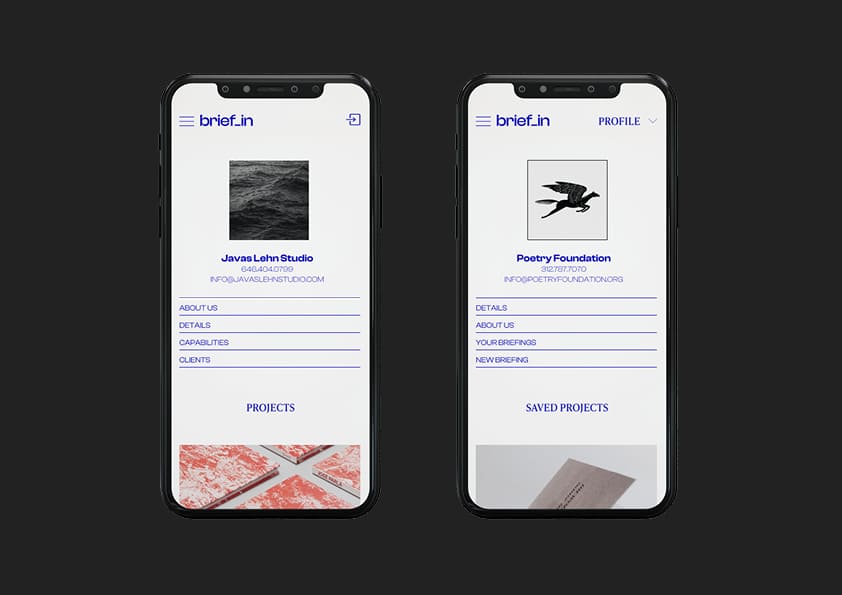 brief_in
Javas Lehn Studio
646.404.0799
INFO@JAVASLEHNSTUDIO.COM
ABOUT US
DETAILS
CAPABILITIES
CLIENTS
PROJECTS
brief_in
PROFILE
Poetry Foundation
312.787.7070
INFO@POETRYFOUNDATION.ORG
DETAILS
ABOUT US
YOUR BRIEFINGS
NEW BRIEFING
SAVED PROJECTS